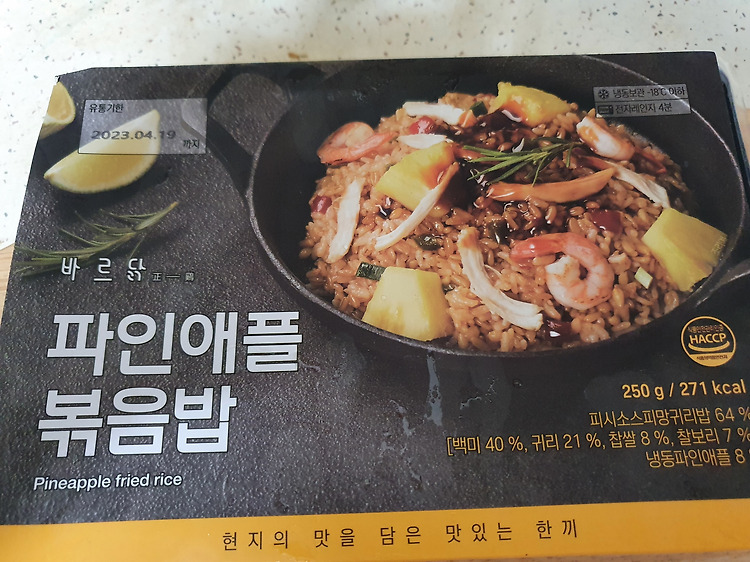 유통기한
2023.04.19
까지
냉동보관 -18℃ 이하
전자레인지 4분
바르닭
正一鷄
파인애플
볶음밥
Pineapple fried rice
HACCP
250 g / 271 kcal
피시소스피망귀리밥 64 %
[백미 40 %, 귀리 21 %, 찹쌀 8 %, 찰보리 7 %
냉동파인애플 8
현지의 맛을 담은 맛있는 한끼